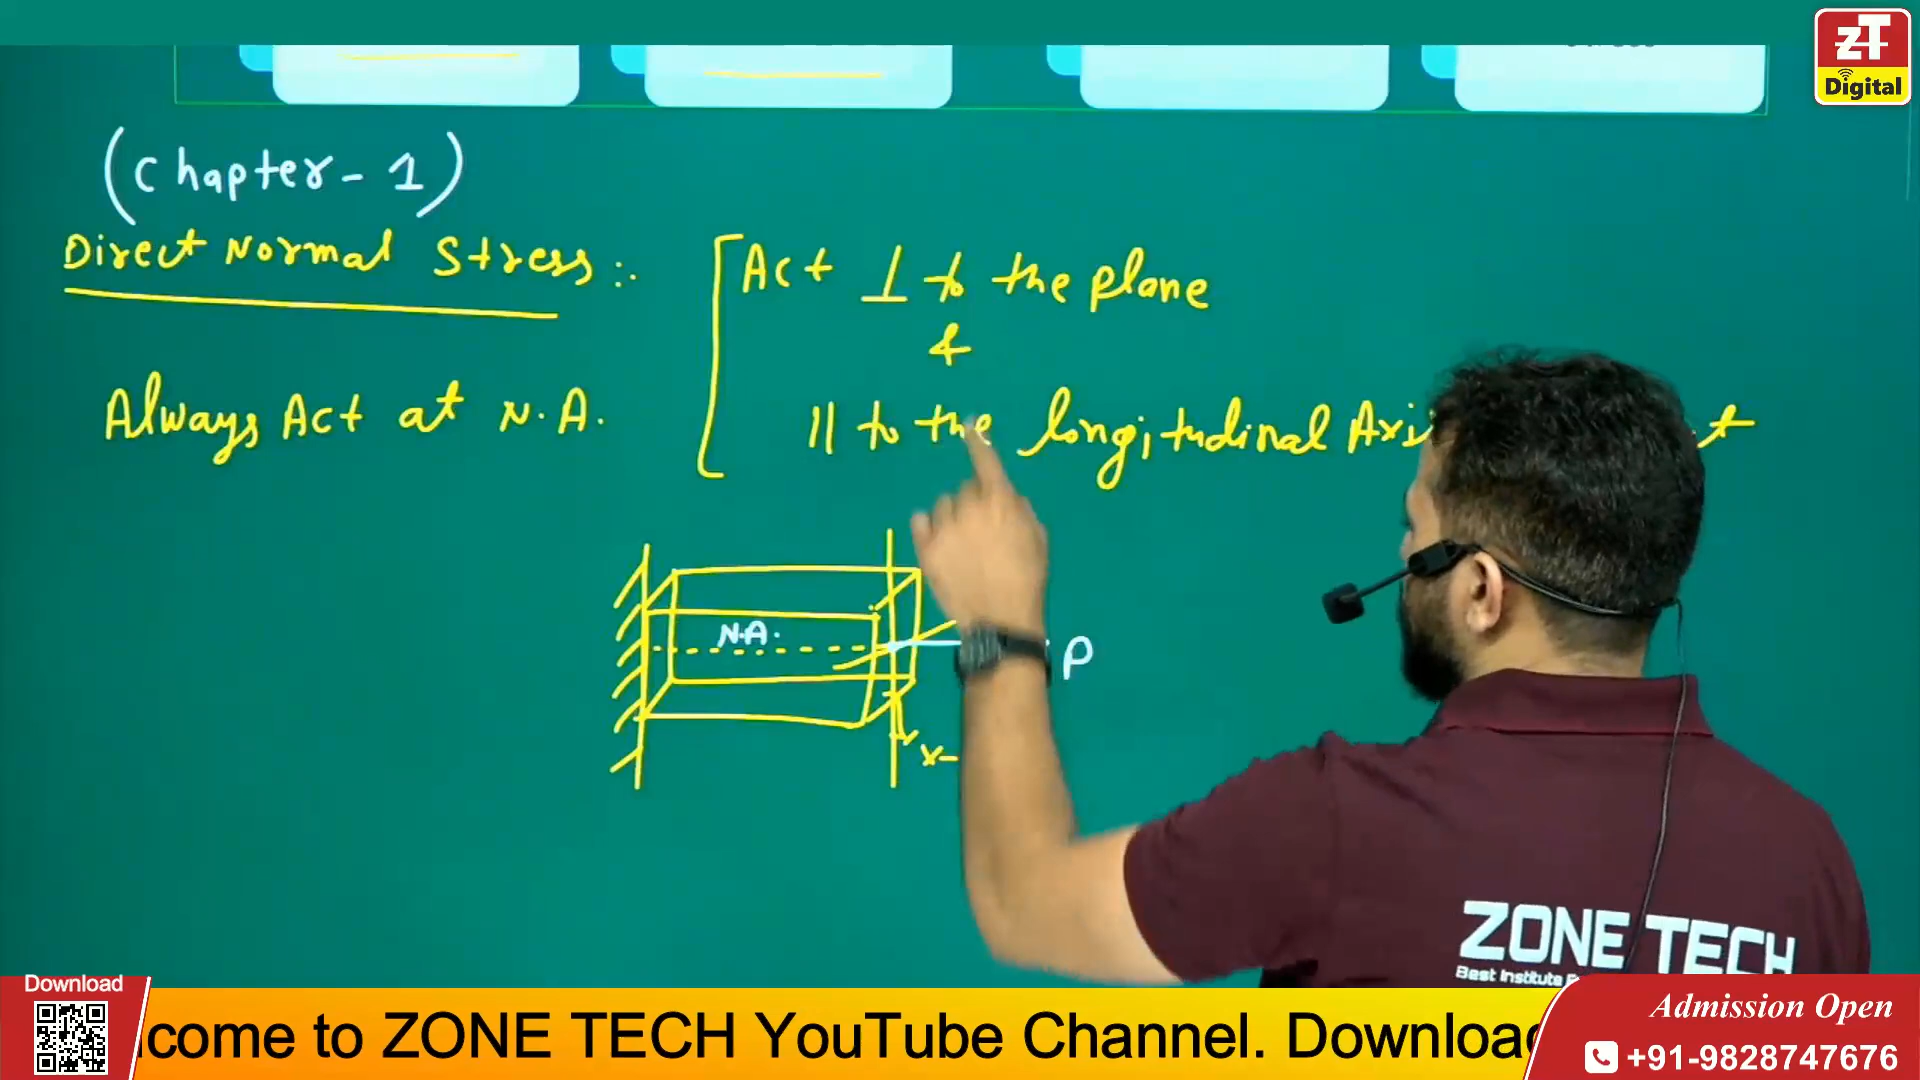 ZT
Digital
(Chapter-1)
Direct Normal Stress :-
Act ⊥ to the plane
&
Always Act at N.A.
|| to the longitudinal Axis
N.A.
P
x-
ZONE TECH
Best Institute
Download
come to ZONE TECH YouTube Channel. Download
Admission Open
+91-9828747676